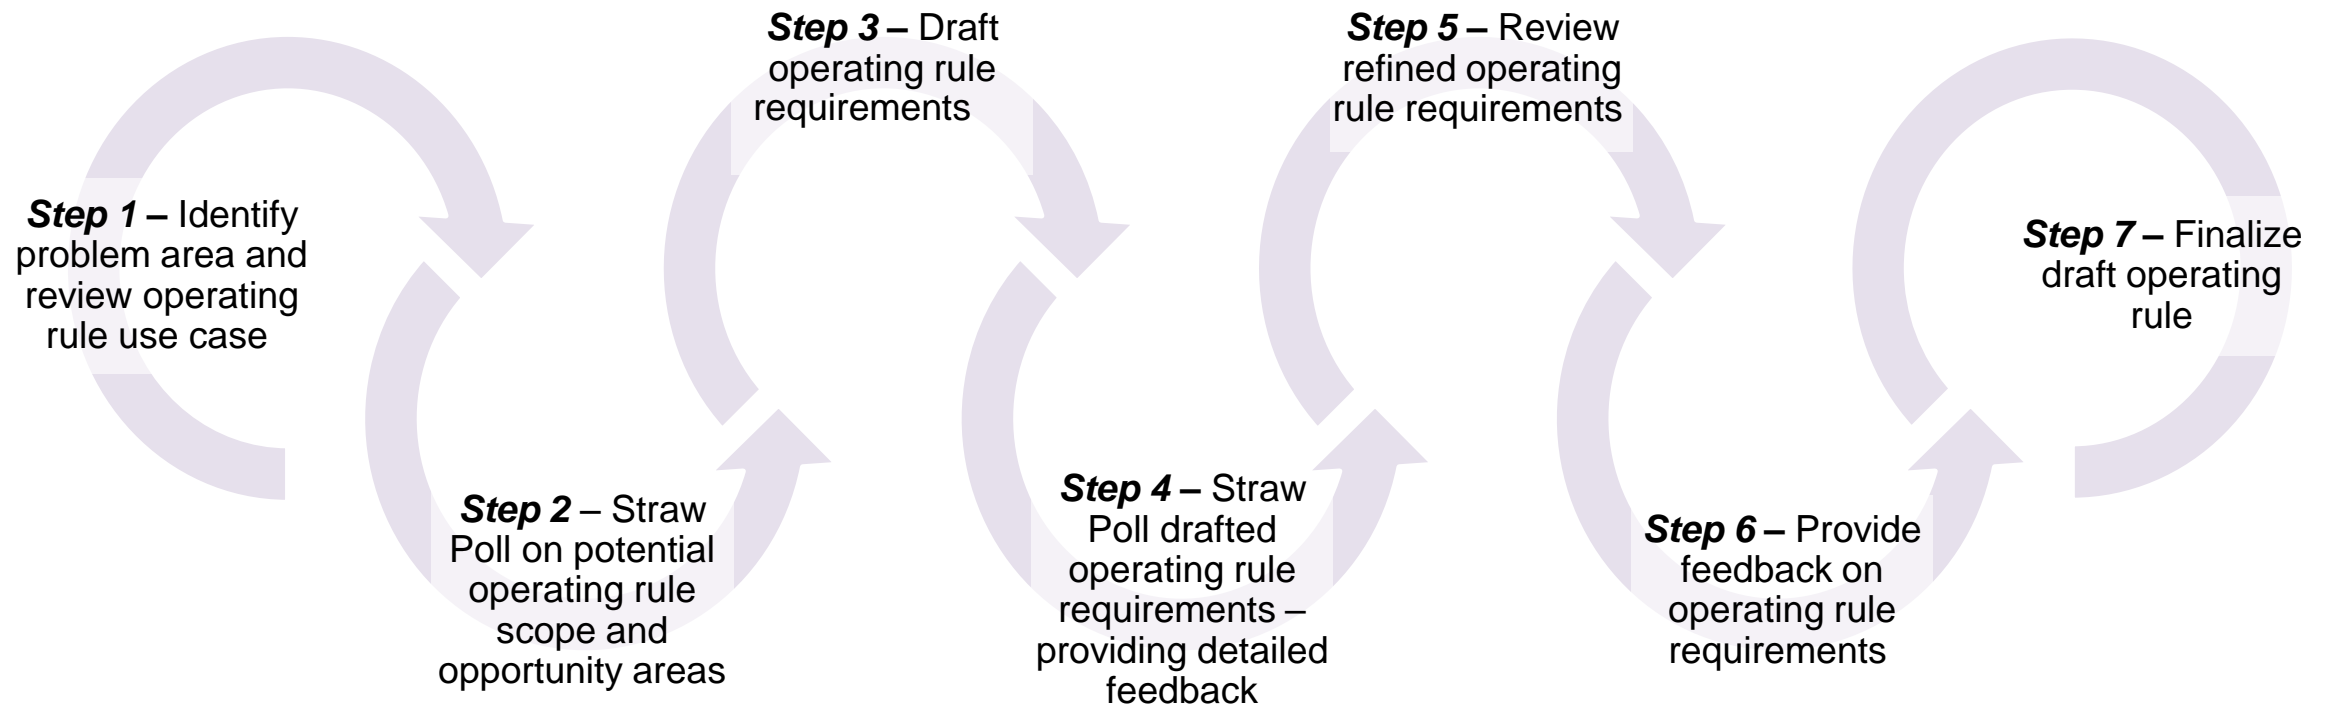 Step 1 – Identify
problem area and
review operating
rule use case
Step 2 – Straw
Poll on potential
operating rule
scope and
opportunity areas
Step 3 – Draft
operating rule
requirements
Step 4 – Straw
Poll drafted
operating rule
requirements –
providing detailed
feedback
Step 5 – Review
refined operating
rule requirements
Step 6 – Provide
feedback on
operating rule
requirements
Step 7 – Finalize
draft operating
rule